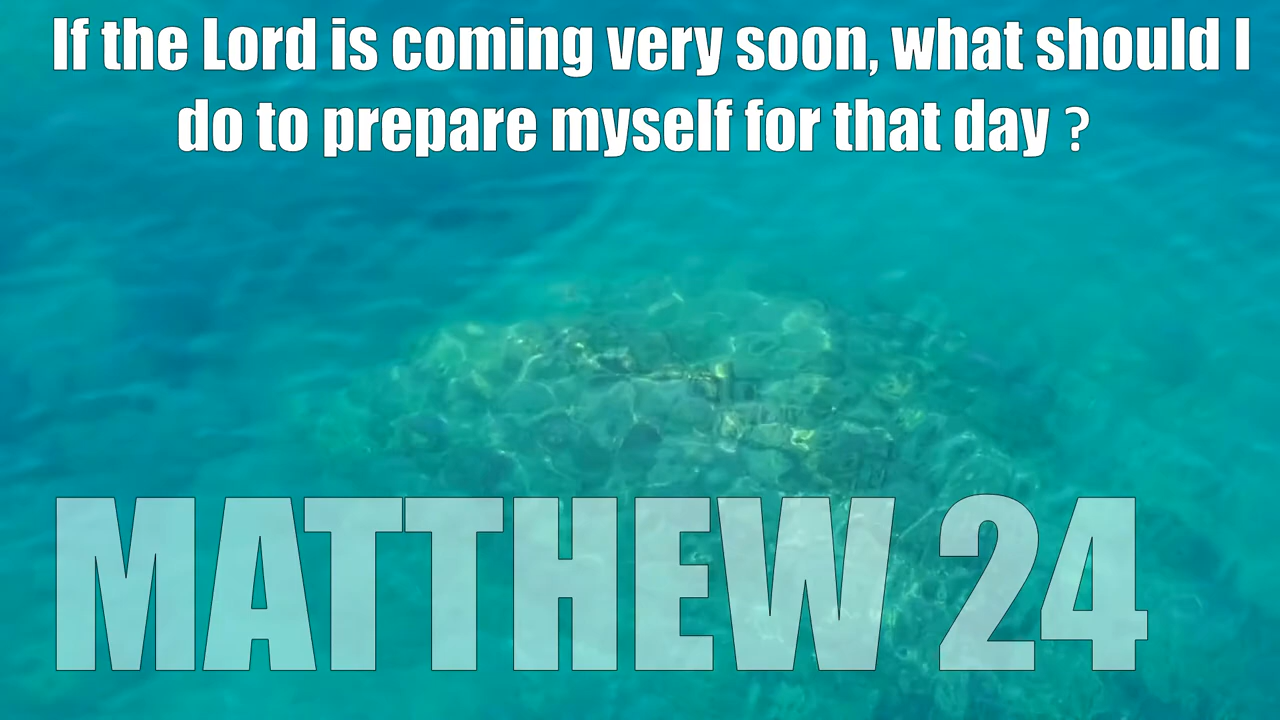 If the Lord is coming very soon, what should I
do to prepare myself for that day ?
MATTHEW 24